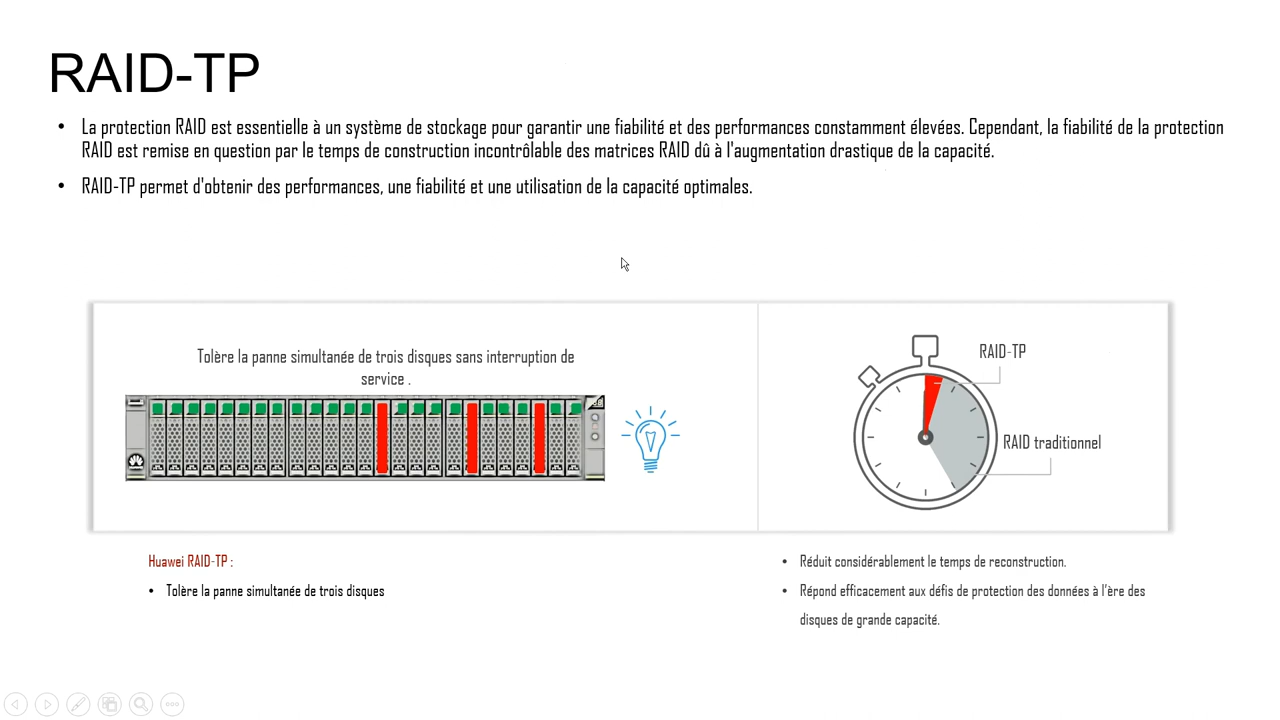 RAID-TP
• La protection RAID est essentielle à un système de stockage pour garantir une fiabilité et des performances constamment élevées. Cependant, la fiabilité de la protection
RAID est remise en question par le temps de construction incontrôlable des matrices RAID dû à l'augmentation drastique de la capacité.
• RAID-TP permet d'obtenir des performances, une fiabilité et une utilisation de la capacité optimales.
Tolère la panne simultanée de trois disques sans interruption de
service .
RAID-TP
RAID traditionnel
Huawei RAID-TP :
• Tolère la panne simultanée de trois disques
• Réduit considérablement le temps de reconstruction.
• Répond efficacement aux défis de protection des données à l'ère des
disques de grande capacité.